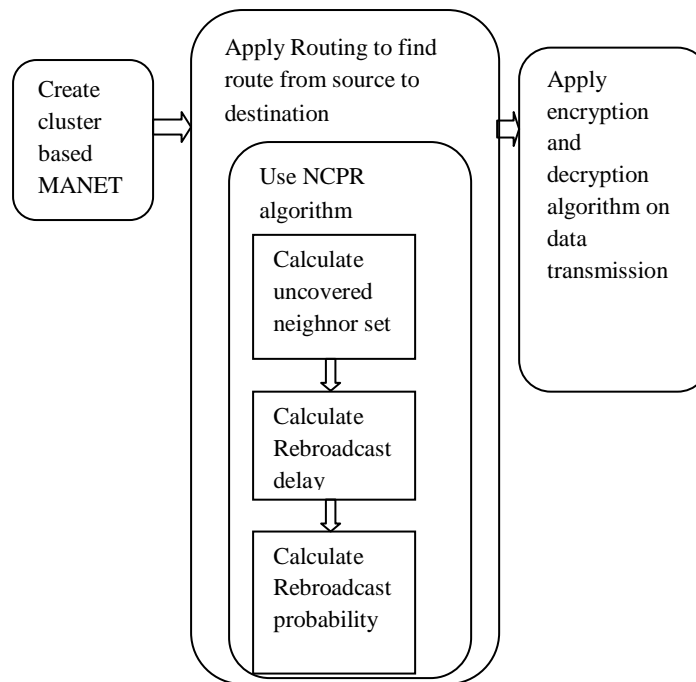 Create
cluster
based
MANET
Apply Routing to find
route from source to
destination
Use NCPR
algorithm
Calculate
uncovered
neighnor set
Calculate
Rebroadcast
delay
Calculate
Rebroadcast
probability
Apply
encryption
and
decryption
algorithm on
data
transmission